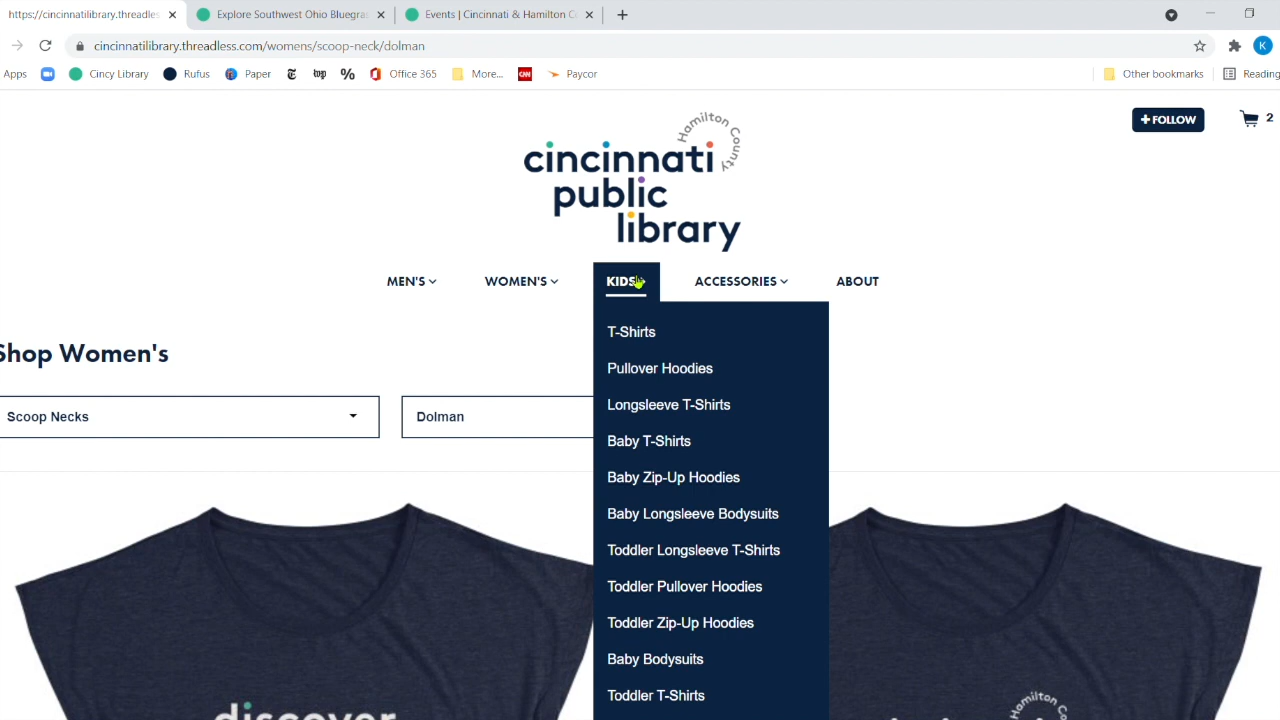 https://cincinnatilibrary.threadles
Explore Southwest Ohio Bluegra
Events | Cincinnati & Hamilton C
cincinnatilibrary.threadless.com/womens/scoop-neck/dolman
K
Apps
Cincy Library
Rufus
Paper
Office 365
More...
CNN
Paycor
Other bookmarks
Reading
+ FOLLOW
2
Hamilton County
cincinnati
public
library
MEN'S
WOMEN'S
KIDS
ACCESSORIES
ABOUT
Shop Women's
Scoop Necks
Dolman
T-Shirts
Pullover Hoodies
Longsleeve T-Shirts
Baby T-Shirts
Baby Zip-Up Hoodies
Baby Longsleeve Bodysuits
Toddler Longsleeve T-Shirts
Toddler Pullover Hoodies
Toddler Zip-Up Hoodies
Baby Bodysuits
Toddler T-Shirts
discover
Hamilton Co